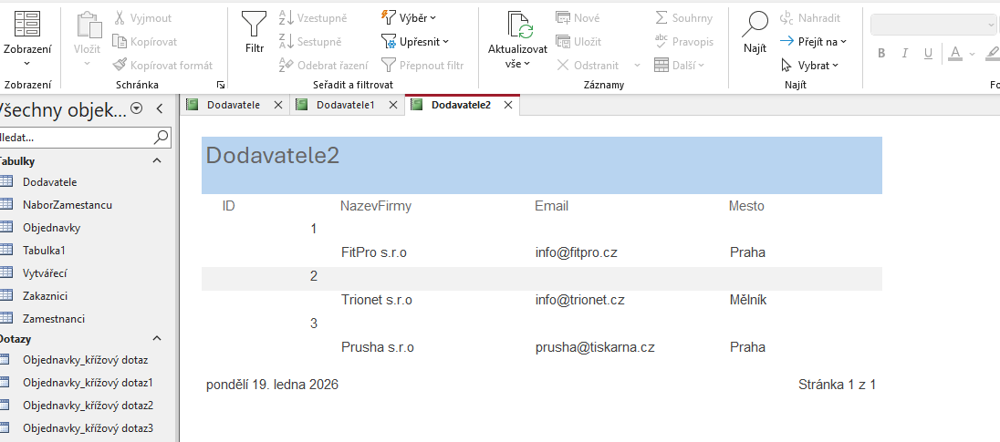 Vyjmout Vzestupně Výběr Nové Souhrny Nahradit
Zobrazení Vložit Kopírovat Filtr Sestupně Upřesnit Aktualizovat vše Uložit Pravopis Najít Přejít na
Kopírovat formát Odebrat řazení Přepnout filtr Odstranit Další Vybrat B I U A
Zobrazení Schránka Seřadit a filtrovat Záznamy Najít Fo
Všechny objek... Dodavatele Dodavatele1 Dodavatele2
Hledat...
Tabulky
Dodavatele
NaborZamestancu
Objednavky
Tabulka1
Vytvářecí
Zakaznici
Zamestnanci
Dotazy
Objednavky_křížový dotaz
Objednavky_křížový dotaz1
Objednavky_křížový dotaz2
Objednavky_křížový dotaz3
Dodavatele2
ID NazevFirmy Email Mesto
1
FitPro s.r.o info@fitpro.cz Praha
2
Trionet s.r.o info@trionet.cz Mělník
3
Prusha s.r.o prusha@tiskarna.cz Praha
pondělí 19. ledna 2026 Stránka 1 z 1